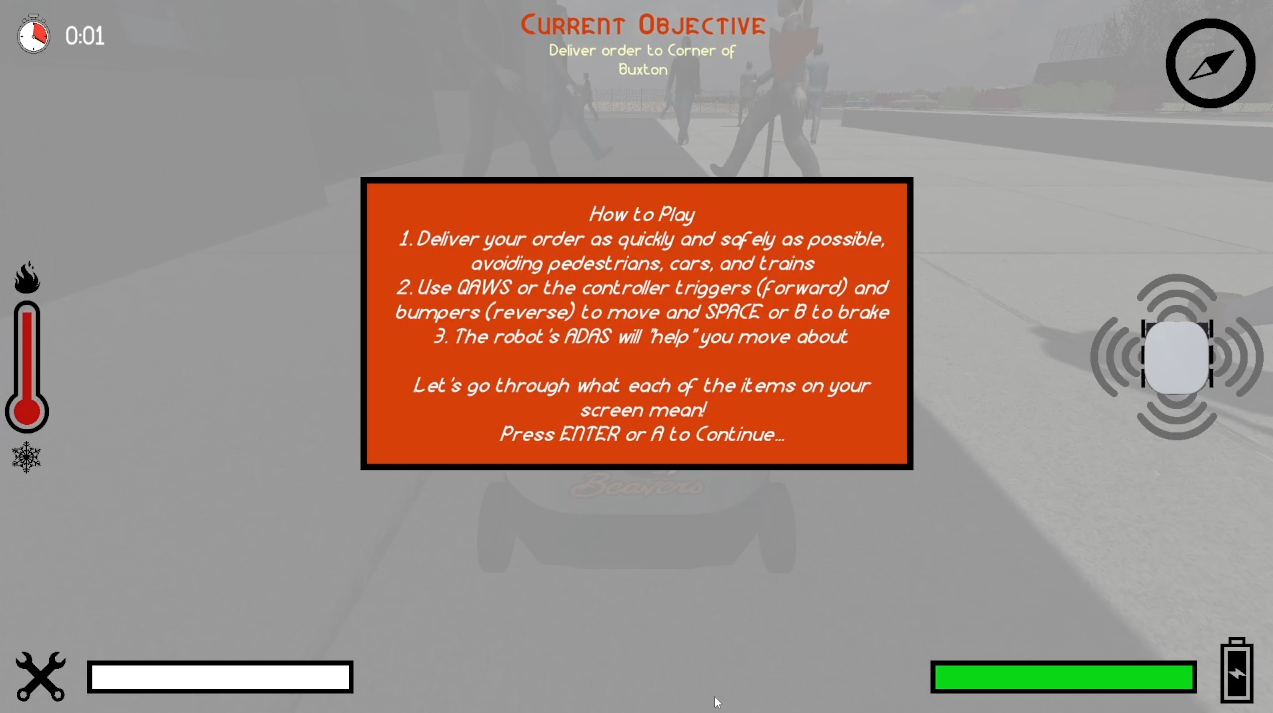 0:01
Current Objective
Deliver order to Corner of
Buxton
How to Play
1. Deliver your order as quickly and safely as possible,
avoiding pedestrians, cars, and trains
2. Use QAWS or the controller triggers (forward) and
bumpers (reverse) to move and SPACE or B to brake
3. The robot's ADAS will "help" you move about
Let's go through what each of the items on your
screen mean!
Press ENTER or A to Continue...
Beavers